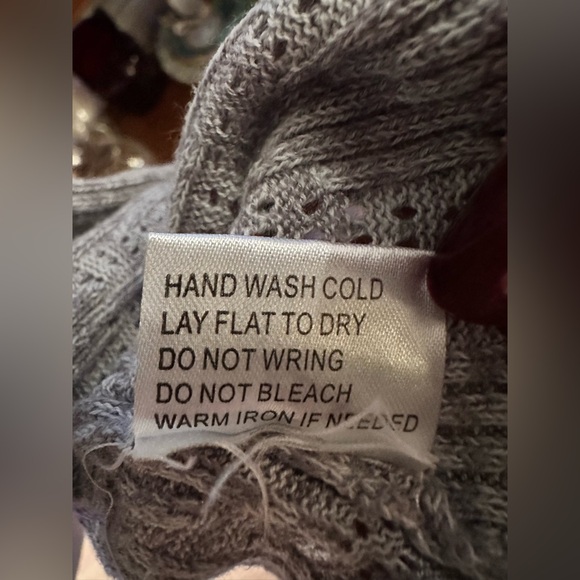 HAND WASH COLD
LAY FLAT TO DRY
DO NOT WRING
DO NOT BLEACH
WARM IRON IF NEEDED